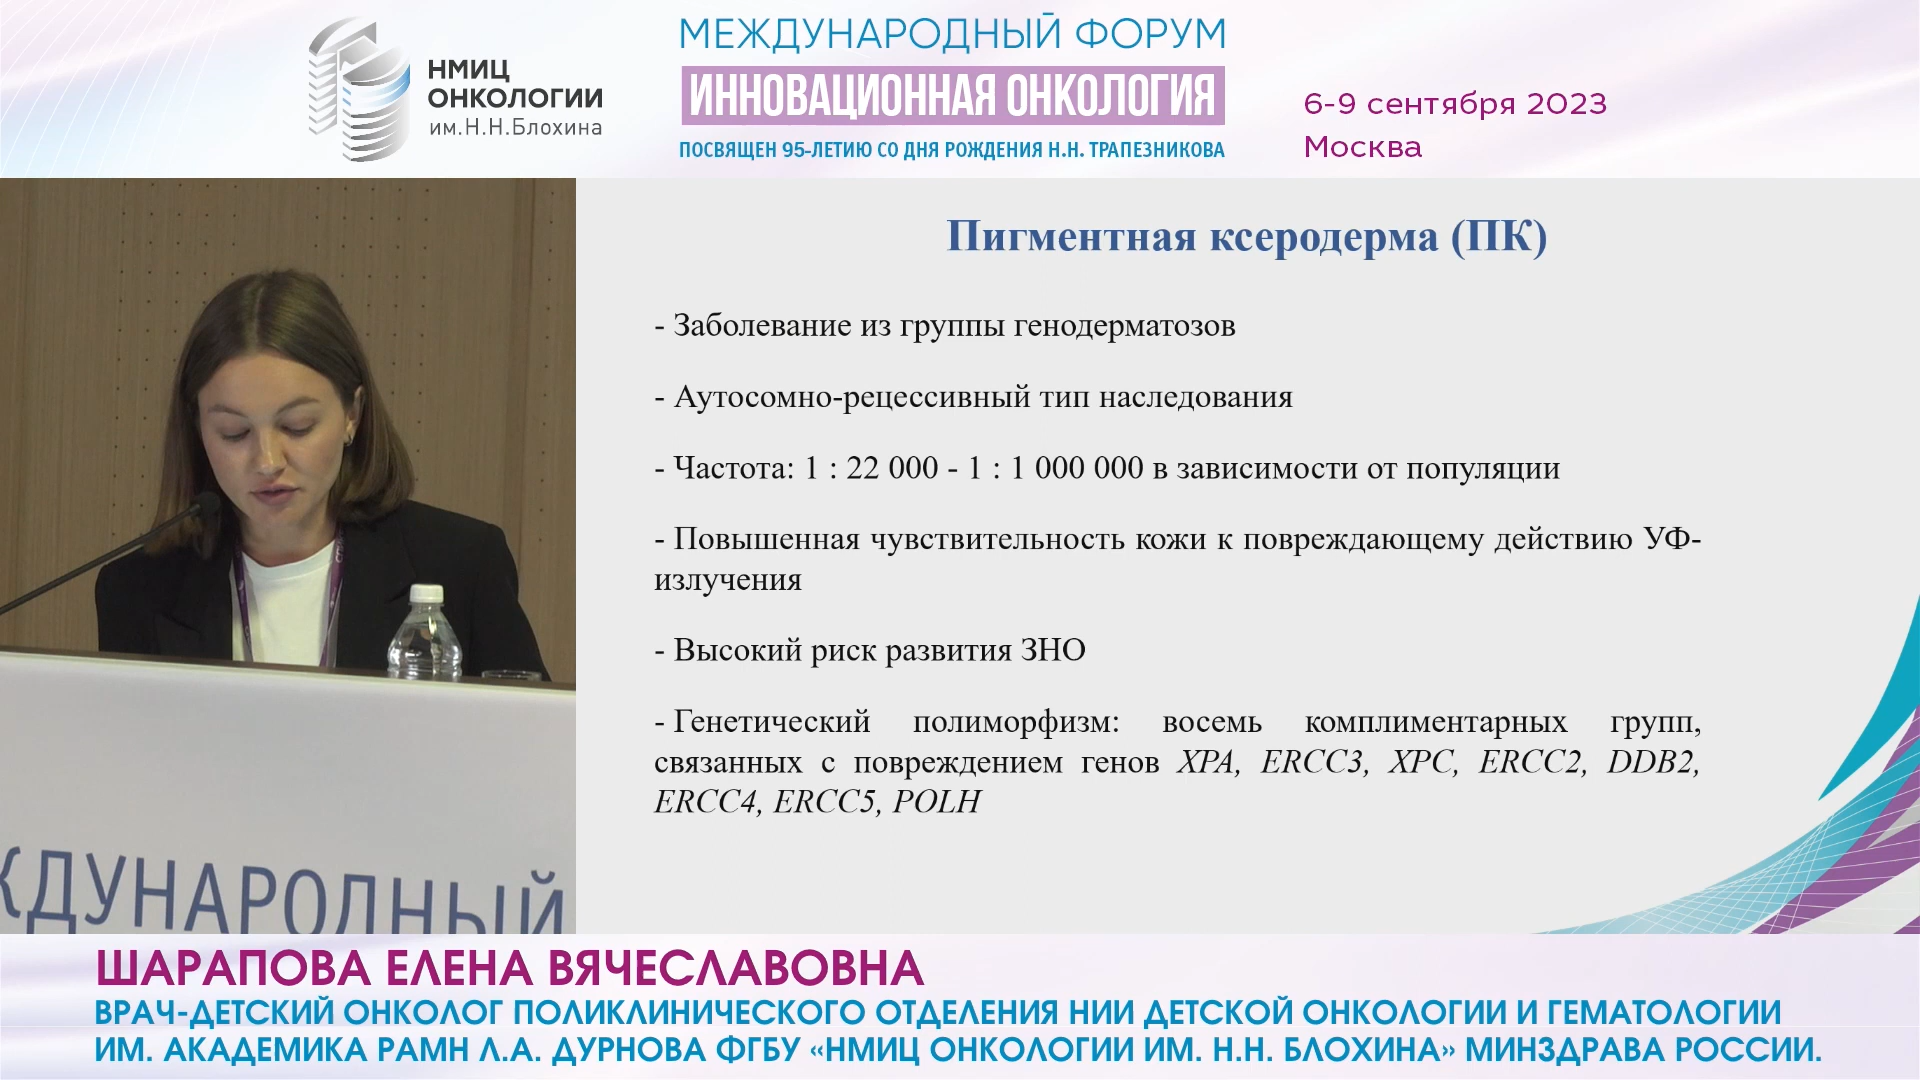 НМИЦ
ОНКОЛОГИИ
им.Н.Н.Блохина
МЕЖДУНАРОДНЫЙ ФОРУМ
ИННОВАЦИОННАЯ ОНКОЛОГИЯ
ПОСВЯЩЕН 95-ЛЕТИЮ СО ДНЯ РОЖДЕНИЯ Н.Н. ТРАПЕЗНИКОВА
6-9 сентября 2023
Москва
Пигментная ксеродерма (ПК)
- Заболевание из группы генодерматозов
- Аутосомно-рецессивный тип наследования
- Частота: 1 : 22 000 - 1 : 1 000 000 в зависимости от популяции
- Повышенная чувствительность кожи к повреждающему действию УФ-
излучения
- Высокий риск развития ЗНО
- Генетический полиморфизм: восемь комплиментарных групп,
связанных с повреждением генов XPA, ERCC3, XPC, ERCC2, DDB2,
ERCC4, ERCC5, POLH
ЖДУНАРОДНЫЙ
ШАРАПОВА ЕЛЕНА ВЯЧЕСЛАВОВНА
ВРАЧ-ДЕТСКИЙ ОНКОЛОГ ПОЛИКЛИНИЧЕСКОГО ОТДЕЛЕНИЯ НИИ ДЕТСКОЙ ОНКОЛОГИИ И ГЕМАТОЛОГИИ
ИМ. АКАДЕМИКА РАМН Л.А. ДУРНОВА ФГБУ «НМИЦ ОНКОЛОГИИ ИМ. Н.Н. БЛОХИНА» МИНЗДРАВА РОССИИ.